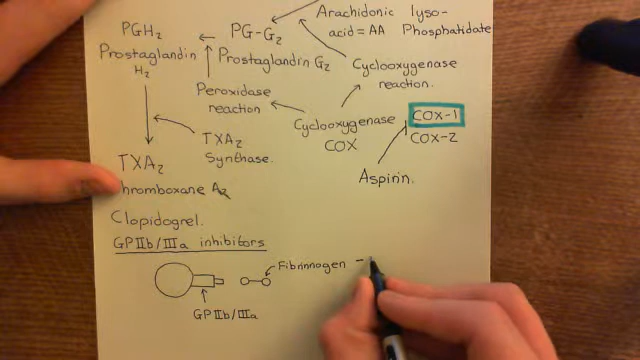 Arachidonic lyso-
acid = AA Phosphatidate
PGH2 PG-G2
Prostaglandin H2
Prostaglandin G2
Cyclooxygenase reaction.
Peroxidase reaction
Cyclooxygenase COX
COX-1
COX-2
TXA2 Synthase.
Aspirin.
TXA2
hromboxane A2
Clopidogrel.
GPIIb/IIIa inhibitors
Fibrinnogen -
GPIIb/IIIa